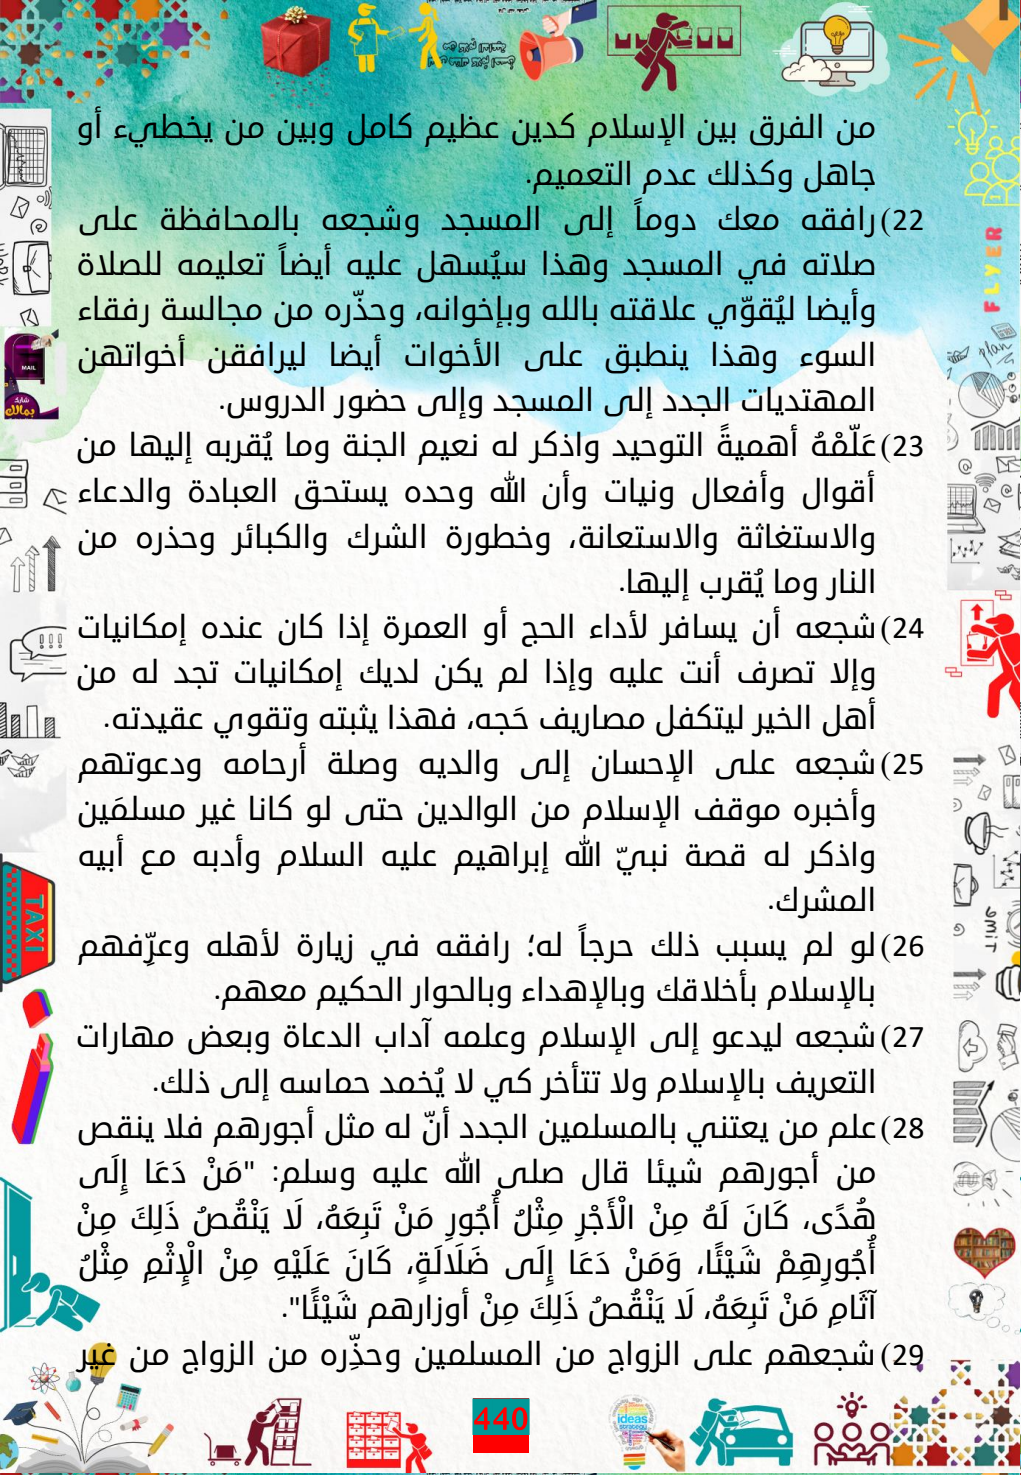 من الفرق بين الإسلام كدين عظيم كامل وبين من يخطيء أو
جاهل وكذلك عدم التعميم.
22)رافقه معك دوماً إلى المسجد وشجعه بالمحافظة على
صلاته في المسجد وهذا سيُسهل عليه أيضاً تعليمه للصلاة
وأيضا ليُقوّي علاقته بالله وبإخوانه، وحذّره من مجالسة رفقاء
السوء وهذا ينطبق على الأخوات أيضا ليرافقن أخواتهن
المهتديات الجدد إلى المسجد وإلى حضور الدروس.
23)عَلّمْهُ أهميةً التوحيد واذكر له نعيم الجنة وما يُقربه إليها من
أقوال وأفعال ونيات وأن الله وحده يستحق العبادة والدعاء
والاستغاثة والاستعانة، وخطورة الشرك والكبائر وحذره من
النار وما يُقرب إليها.
24)شجعه أن يسافر لأداء الحج أو العمرة إذا كان عنده إمكانيات
وإلا تصرف أنت عليه وإذا لم يكن لديك إمكانيات تجد له من
أهل الخير ليتكفل مصاريف حَجه، فهذا يثبته وتقوي عقيدته.
25)شجعه على الإحسان إلى والديه وصلة أرحامه ودعوتهم
وأخبره موقف الإسلام من الوالدين حتى لو كانا غير مسلمَين
واذكر له قصة نبيّ الله إبراهيم عليه السلام وأدبه مع أبيه
المشرك.
26)لو لم يسبب ذلك حرجاً له؛ رافقه في زيارة لأهله وعرّفهم
بالإسلام بأخلاقك وبالإهداء وبالحوار الحكيم معهم.
27)شجعه ليدعو إلى الإسلام وعلمه آداب الدعاة وبعض مهارات
التعريف بالإسلام ولا تتأخر كي لا يُخمد حماسه إلى ذلك.
28)علم من يعتني بالمسلمين الجدد أنّ له مثل أجورهم فلا ينقص
من أجورهم شيئا قال صلى الله عليه وسلم: "مَنْ دَعَا إِلَى
هُدًى، كَانَ لَهُ مِنْ الْأَجْرِ مِثْلُ أُجُورِ مَنْ تَبِعَهُ، لَا يَنْقُصُ ذَلِكَ مِنْ
أُجُورِهِمْ شَيْئًا، وَمَنْ دَعَا إِلَى ضَلَالَةٍ، كَانَ عَلَيْهِ مِنْ الْإِثْمِ مِثْلُ
آثَامِ مَنْ تَبِعَهُ، لَا يَنْقُصُ ذَلِكَ مِنْ أوزارهم شَيْئًا".
29)شجعهم على الزواج من المسلمين وحذّره من الزواج من غير
440
FLYER
plan
MAIL
شارك
بمالك
TAXI
TIME
ideas